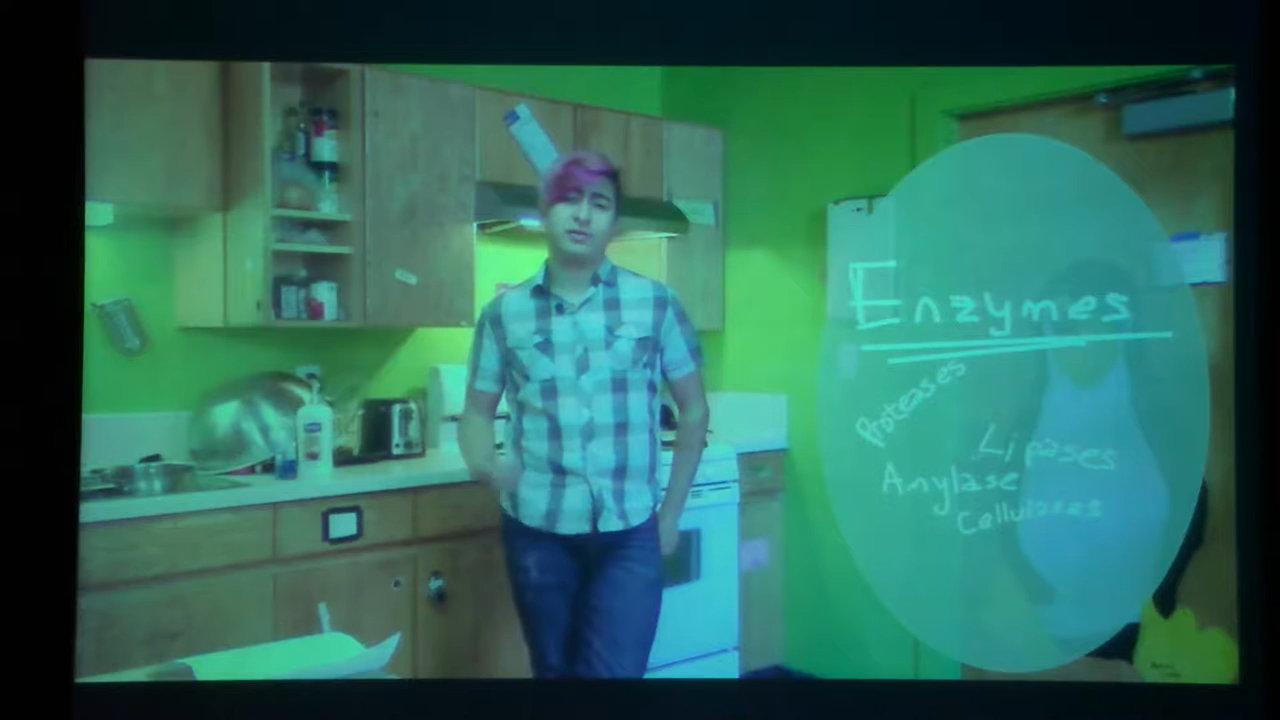 Enzymes
Proteases
Lipases
Anylase
Cellulases